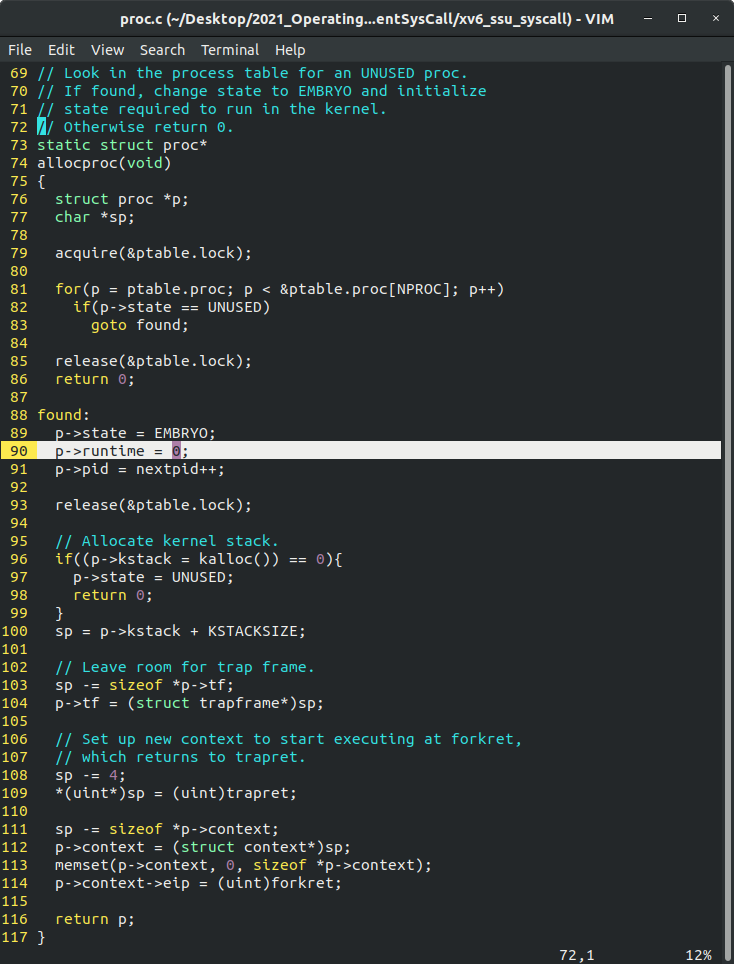 proc.c (~/Desktop/2021_Operating...entSysCall/xv6_ssu_syscall) - VIM
File Edit View Search Terminal Help
69 // Look in the process table for an UNUSED proc.
70 // If found, change state to EMBRYO and initialize
71 // state required to run in the kernel.
72 // Otherwise return 0.
73 static struct proc*
74 allocproc(void)
75 {
76   struct proc *p;
77   char *sp;
78
79   acquire(&ptable.lock);
80
81   for(p = ptable.proc; p < &ptable.proc[NPROC]; p++)
82     if(p->state == UNUSED)
83       goto found;
84
85   release(&ptable.lock);
86   return 0;
87
88 found:
89   p->state = EMBRYO;
90   p->runtime = 0;
91   p->pid = nextpid++;
92
93   release(&ptable.lock);
94
95   // Allocate kernel stack.
96   if((p->kstack = kalloc()) == 0){
97     p->state = UNUSED;
98     return 0;
99   }
100   sp = p->kstack + KSTACKSIZE;
101
102   // Leave room for trap frame.
103   sp -= sizeof *p->tf;
104   p->tf = (struct trapframe*)sp;
105
106   // Set up new context to start executing at forkret,
107   // which returns to trapret.
108   sp -= 4;
109   *(uint*)sp = (uint)trapret;
110
111   sp -= sizeof *p->context;
112   p->context = (struct context*)sp;
113   memset(p->context, 0, sizeof *p->context);
114   p->context->eip = (uint)forkret;
115
116   return p;
117 }
72,1 12%